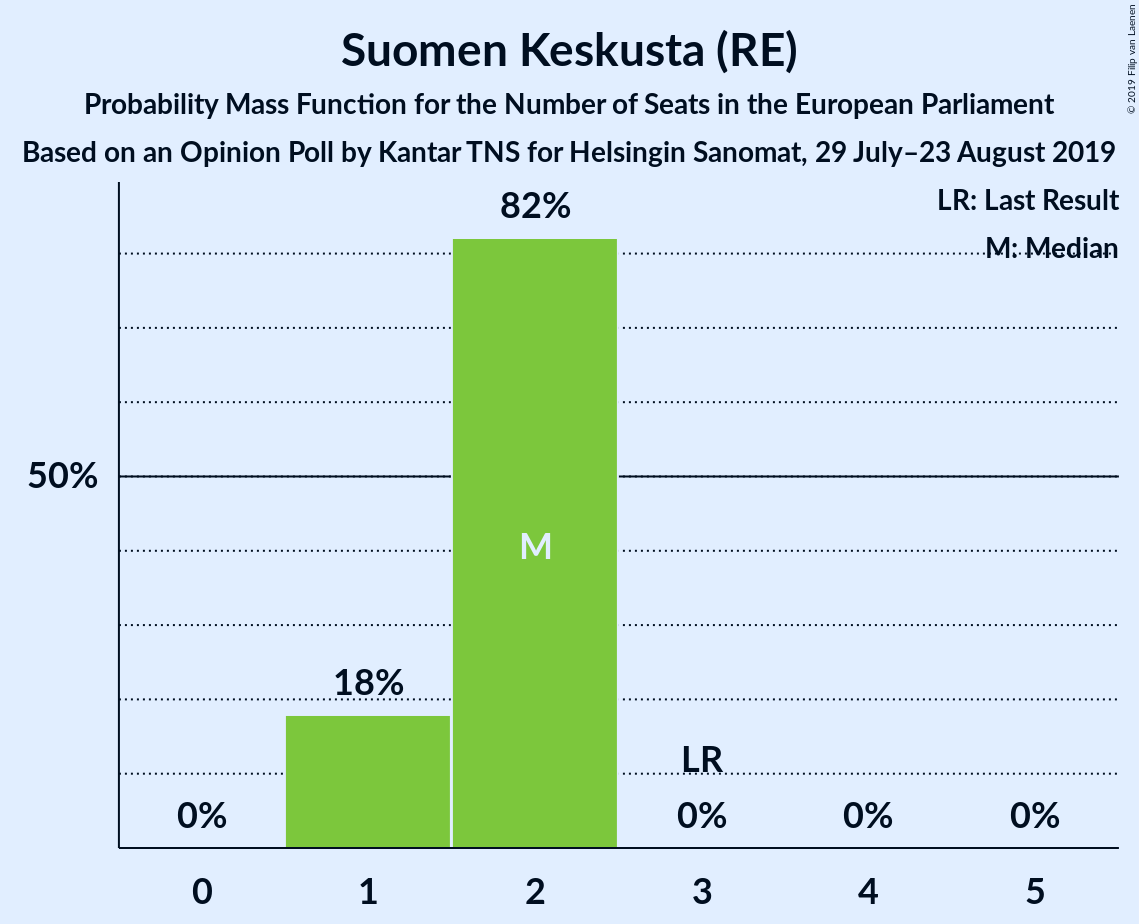 Suomen Keskusta (RE)
Probability Mass Function for the Number of Seats in the European Parliament
Based on an Opinion Poll by Kantar TNS for Helsingin Sanomat, 29 July–23 August 2019
© 2019 Filip van Laenen
LR: Last Result
M: Median
82%
50%
M
18%
LR
0%
0%
0%
0%
0 1 2 3 4 5